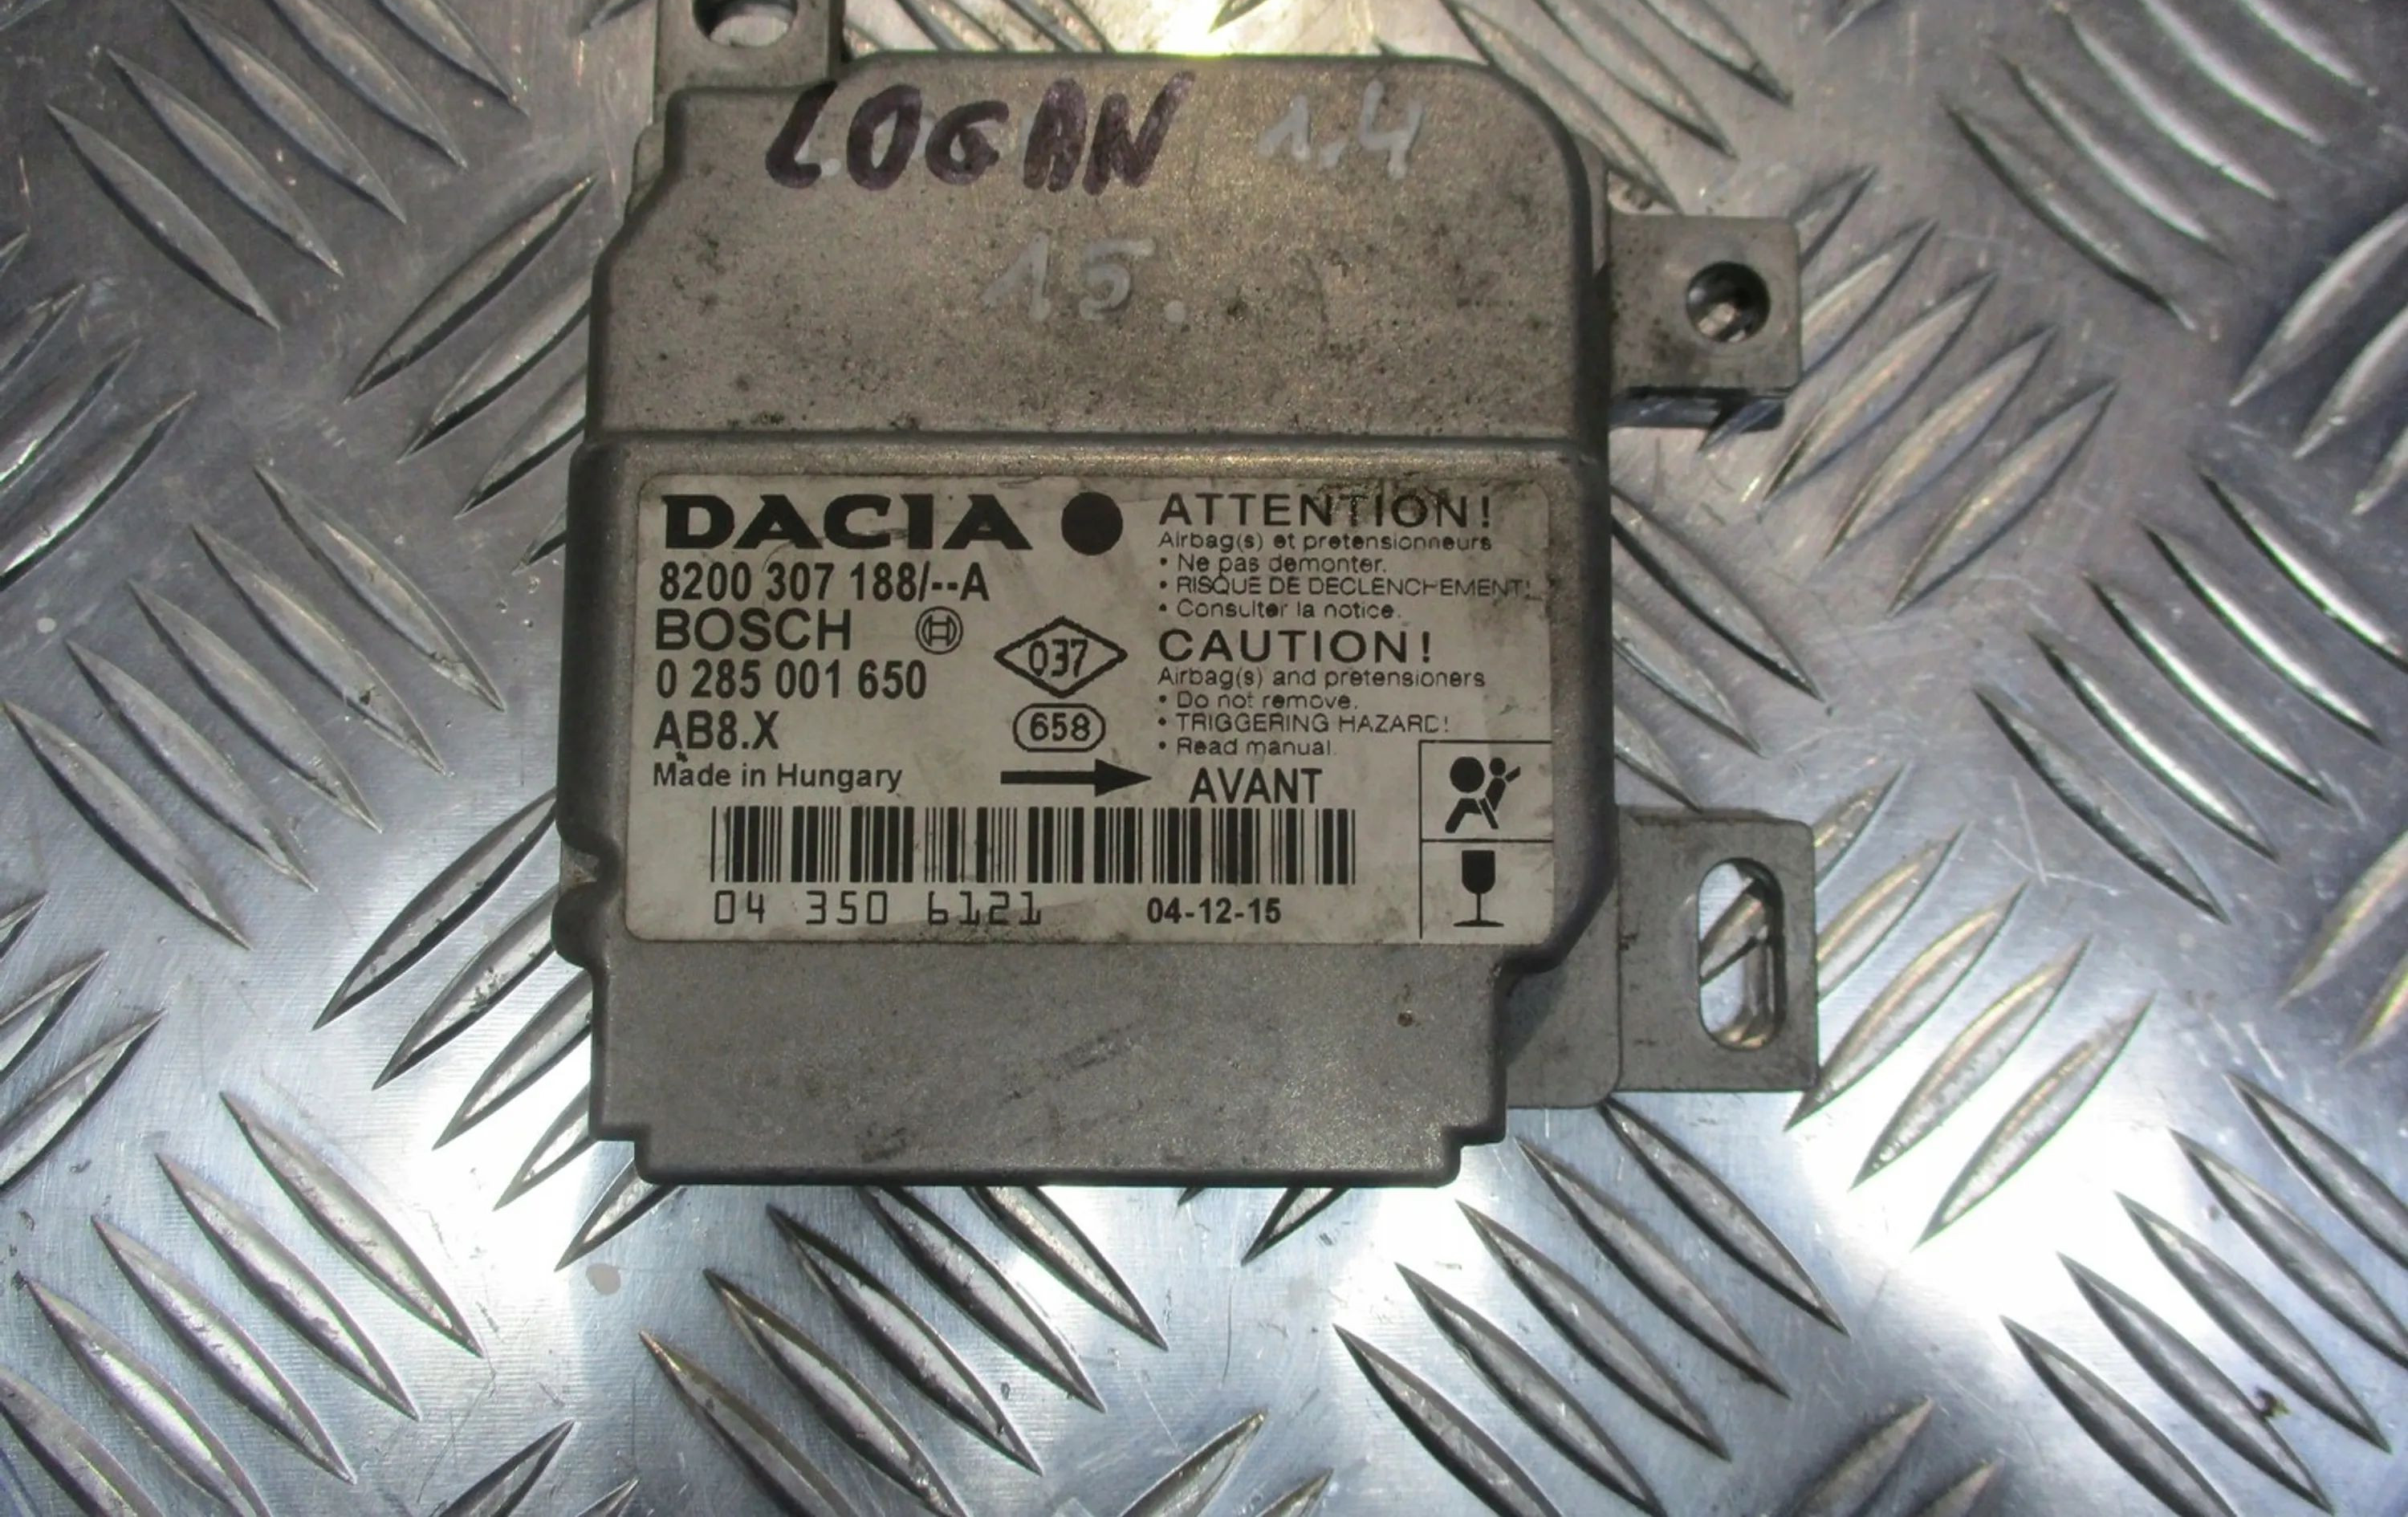 LOGAN 1,4
15.
DACIA
8200 307 188/--A
BOSCH
0 285 001 650
AB8.X
Made in Hungary
037
658
ATTENTION!
Airbag(s) et pretensionneurs
• Ne pas demonter.
• RISQUE DE DECLENCHEMENT!
• Consulter la notice.
CAUTION!
Airbag(s) and pretensioners
• Do not remove.
• TRIGGERING HAZARD!
• Read manual.
AVANT
04 350 6121 04-12-15